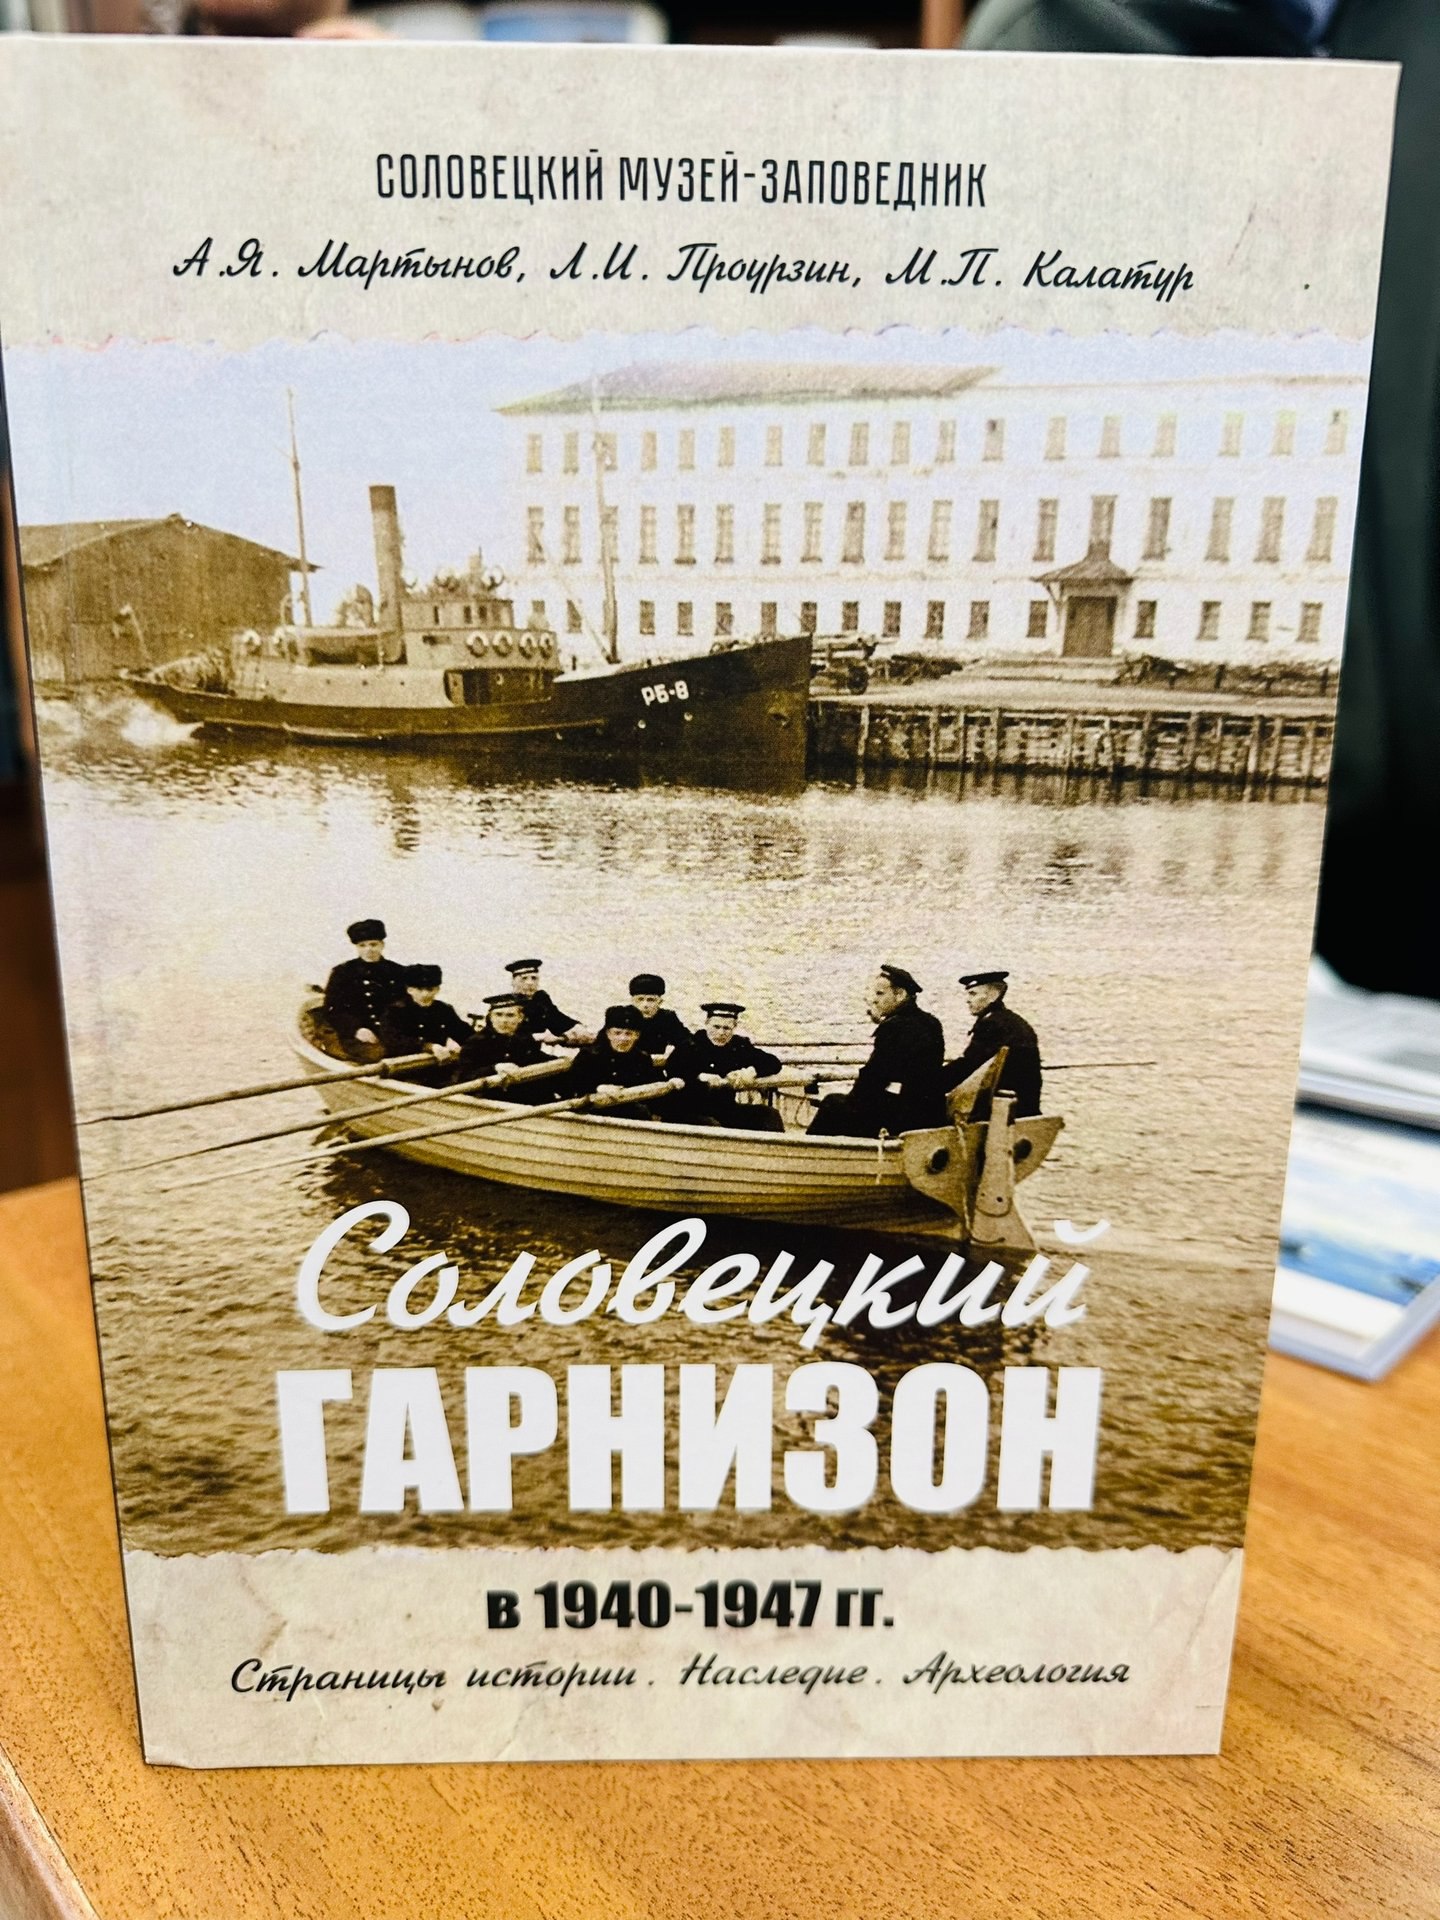 СОЛОВЕЦКИЙ МУЗЕЙ-ЗАПОВЕДНИК
А.Я. Мартынов, Л.И. Проурзин, М.П. Калатур
РБ-8
Соловецкий
ГАРНИЗОН
в 1940-1947 гг.
Страницы истории. Наследие. Археология